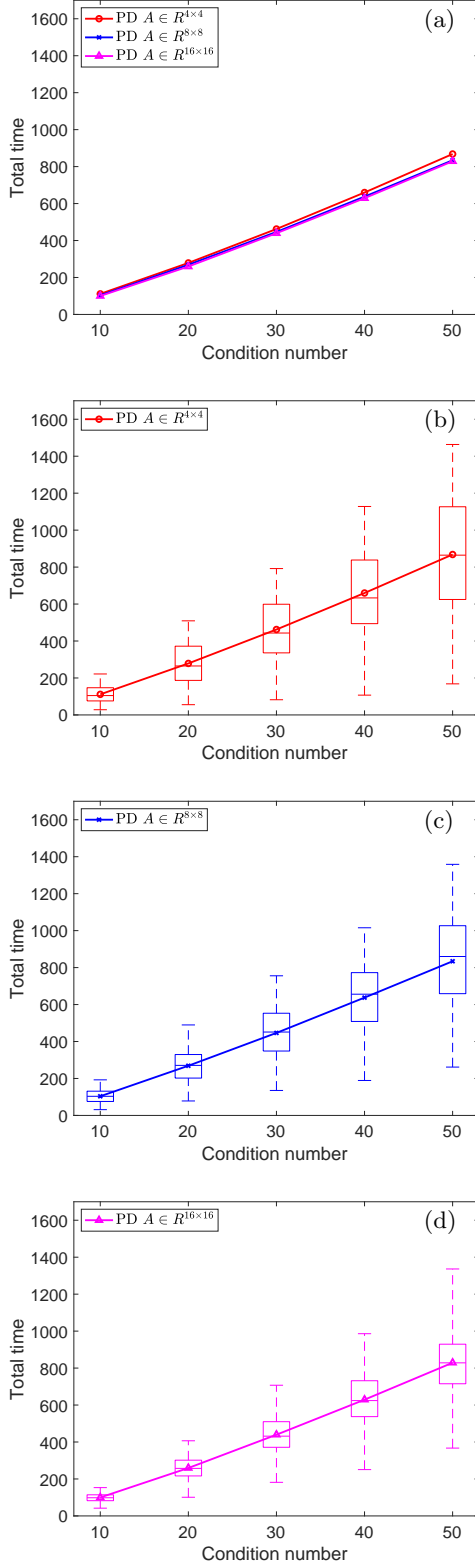 (a)
PD A ∈ R^{4×4}
PD A ∈ R^{8×8}
PD A ∈ R^{16×16}
1600
1400
1200
1000
800
600
400
200
0
Total time
10 20 30 40 50
Condition number
(b)
PD A ∈ R^{4×4}
1600
1400
1200
1000
800
600
400
200
0
Total time
10 20 30 40 50
Condition number
(c)
PD A ∈ R^{8×8}
1600
1400
1200
1000
800
600
400
200
0
Total time
10 20 30 40 50
Condition number
(d)
PD A ∈ R^{16×16}
1600
1400
1200
1000
800
600
400
200
0
Total time
10 20 30 40 50
Condition number